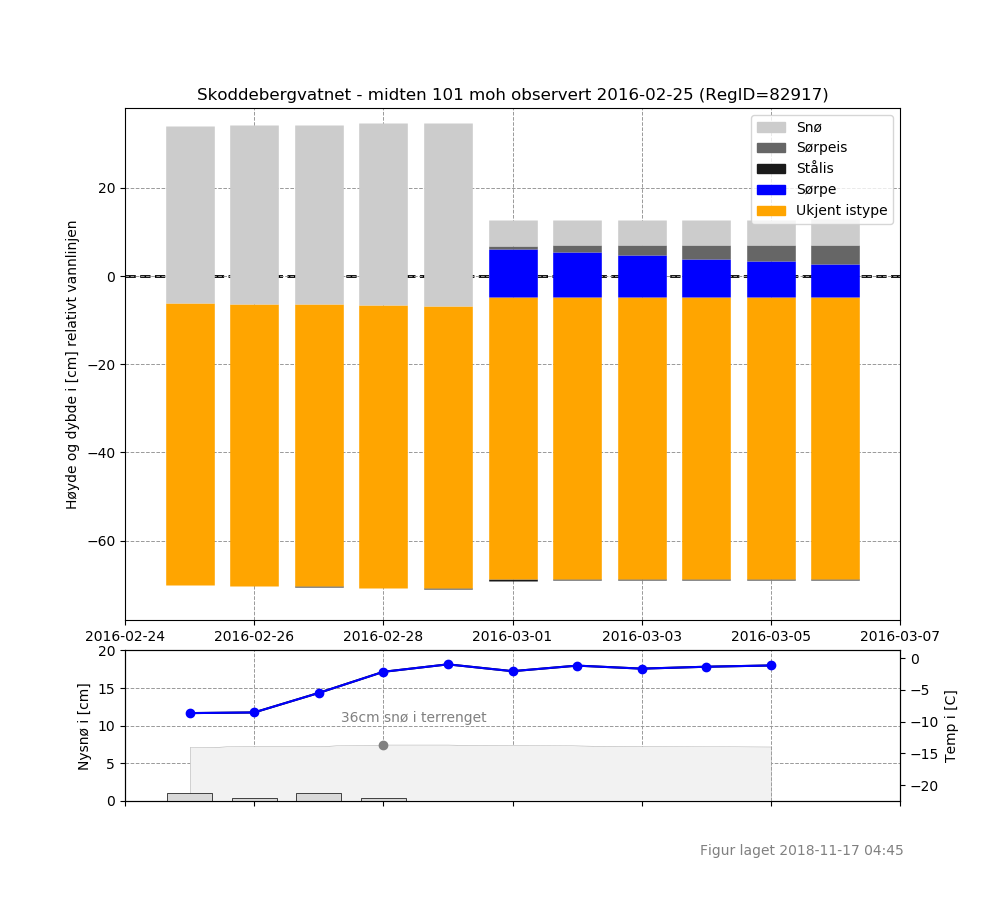 Skoddebergvatnet - midten 101 moh observert 2016-02-25 (RegID=82917)
Høyde og dybde i [cm] relativt vannlinjen
20
0
−20
−40
−60
Snø
Sørpeis
Stålis
Sørpe
Ukjent istype
2016-02-24
2016-02-26
2016-02-28
2016-03-01
2016-03-03
2016-03-05
2016-03-07
Nysnø i [cm]
20
15
10
5
0
36cm snø i terrenget
0
−5
−10
−15
−20
Temp i [C]
Figur laget 2018-11-17 04:45